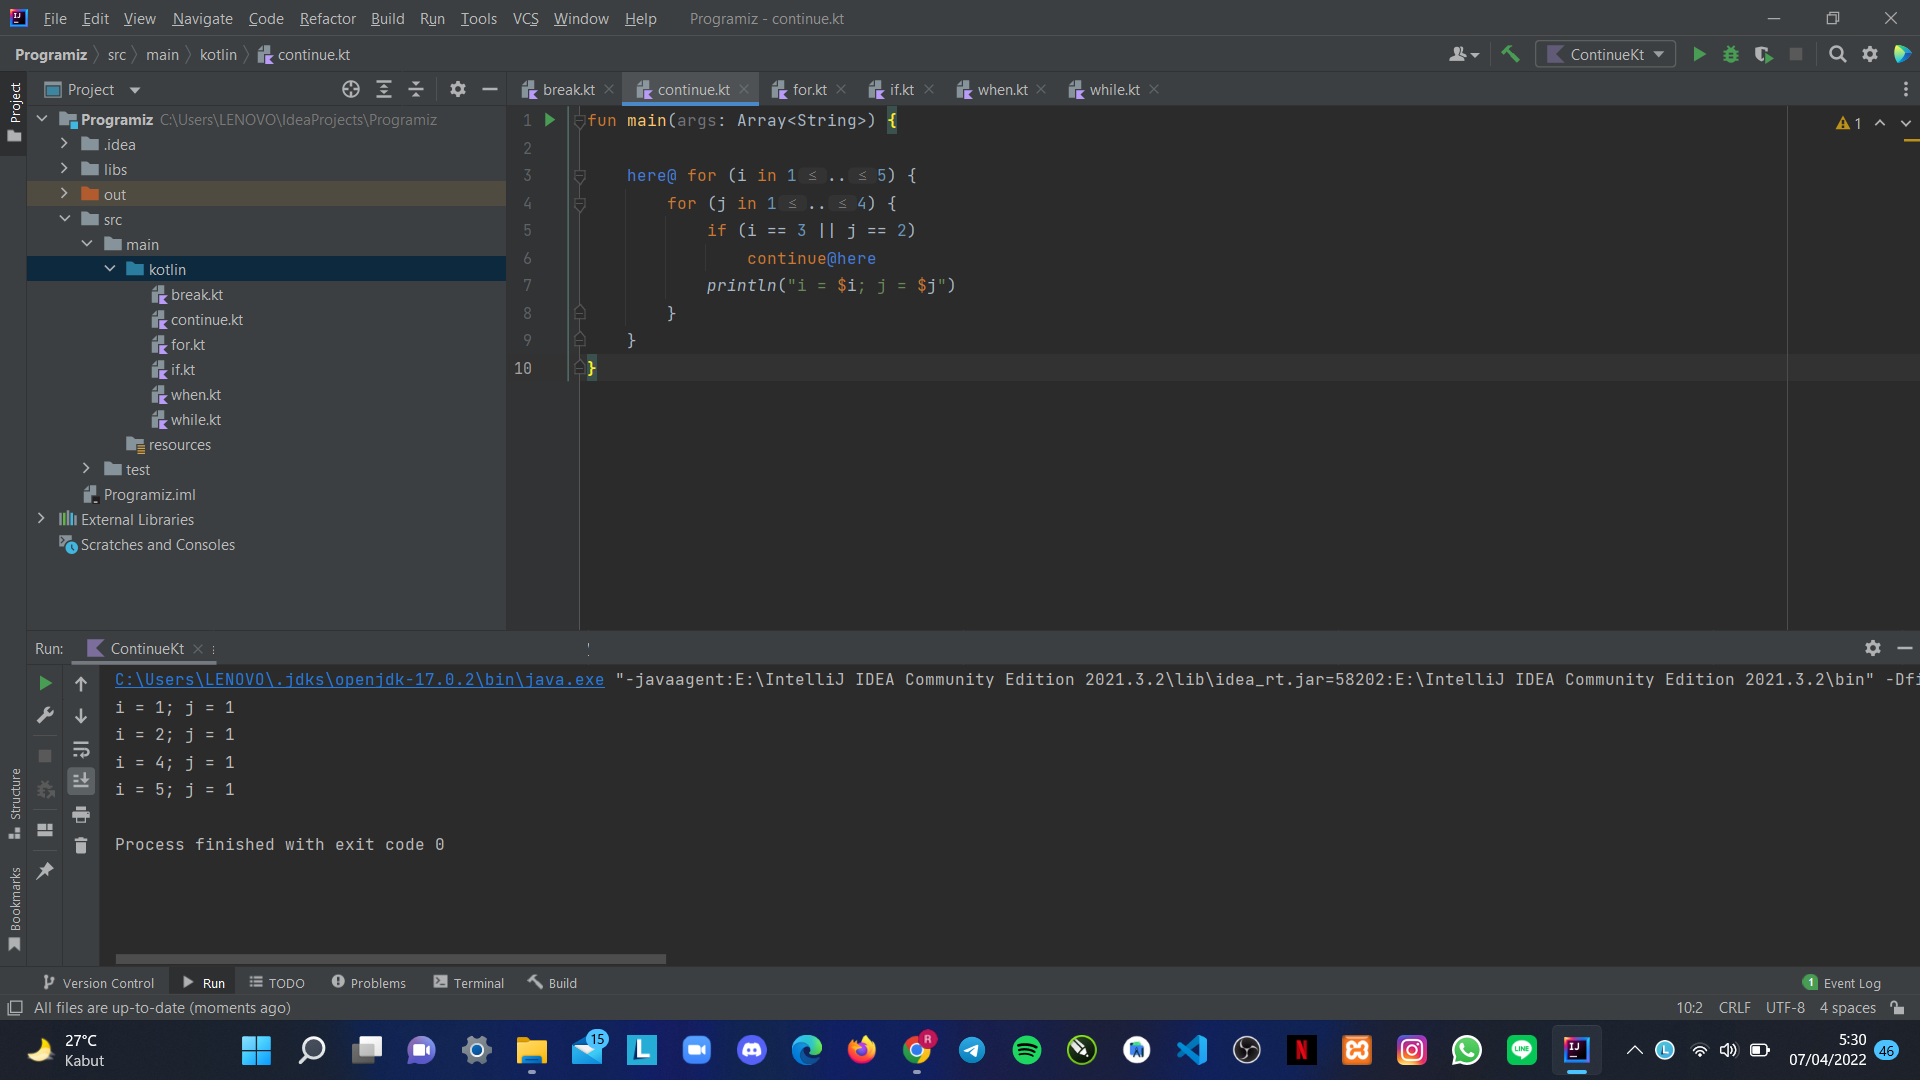 File Edit View Navigate Code Refactor Build Run Tools VCS Window Help Programiz - continue.kt
Programiz src main kotlin continue.kt ContinueKt
Project break.kt continue.kt for.kt if.kt when.kt while.kt
Project
Programiz C:\Users\LENOVO\IdeaProjects\Programiz
.idea
libs
out
src
main
kotlin
break.kt
continue.kt
for.kt
if.kt
when.kt
while.kt
resources
test
Programiz.iml
External Libraries
Scratches and Consoles
1 fun main(args: Array<String>) {
2
3 here@ for (i in 1 ≤ .. ≤ 5) {
4 for (j in 1 ≤ .. ≤ 4) {
5 if (i == 3 || j == 2)
6 continue@here
7 println("i = $i; j = $j")
8 }
9 }
10 }
1
Run: ContinueKt
C:\Users\LENOVO\.jdks\openjdk-17.0.2\bin\java.exe "-javaagent:E:\IntelliJ IDEA Community Edition 2021.3.2\lib\idea_rt.jar=58202:E:\IntelliJ IDEA Community Edition 2021.3.2\bin" -Dfi
i = 1; j = 1
i = 2; j = 1
i = 4; j = 1
i = 5; j = 1
Process finished with exit code 0
Structure
Bookmarks
Version Control Run TODO Problems Terminal Build 1 Event Log
All files are up-to-date (moments ago) 10:2 CRLF UTF-8 4 spaces
27°C
Kabut
15
L
R
N
LINE
IJ
L
5:30
07/04/2022
46